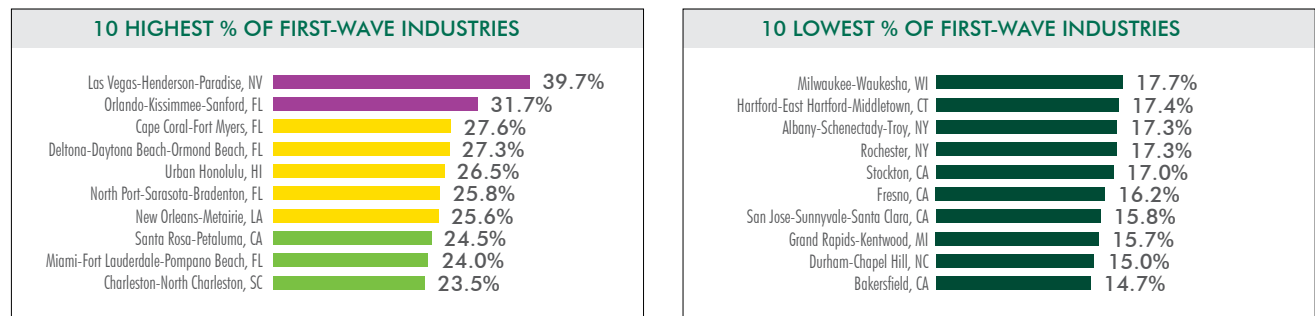 10 HIGHEST % OF FIRST-WAVE INDUSTRIES
Las Vegas-Henderson-Paradise, NV 39.7%
Orlando-Kissimmee-Sanford, FL 31.7%
Cape Coral-Fort Myers, FL 27.6%
Deltona-Daytona Beach-Ormond Beach, FL 27.3%
Urban Honolulu, HI 26.5%
North Port-Sarasota-Bradenton, FL 25.8%
New Orleans-Metairie, LA 25.6%
Santa Rosa-Petaluma, CA 24.5%
Miami-Fort Lauderdale-Pompano Beach, FL 24.0%
Charleston-North Charleston, SC 23.5%
10 LOWEST % OF FIRST-WAVE INDUSTRIES
Milwaukee-Waukesha, WI 17.7%
Hartford-East Hartford-Middletown, CT 17.4%
Albany-Schenectady-Troy, NY 17.3%
Rochester, NY 17.3%
Stockton, CA 17.0%
Fresno, CA 16.2%
San Jose-Sunnyvale-Santa Clara, CA 15.8%
Grand Rapids-Kentwood, MI 15.7%
Durham-Chapel Hill, NC 15.0%
Bakersfield, CA 14.7%